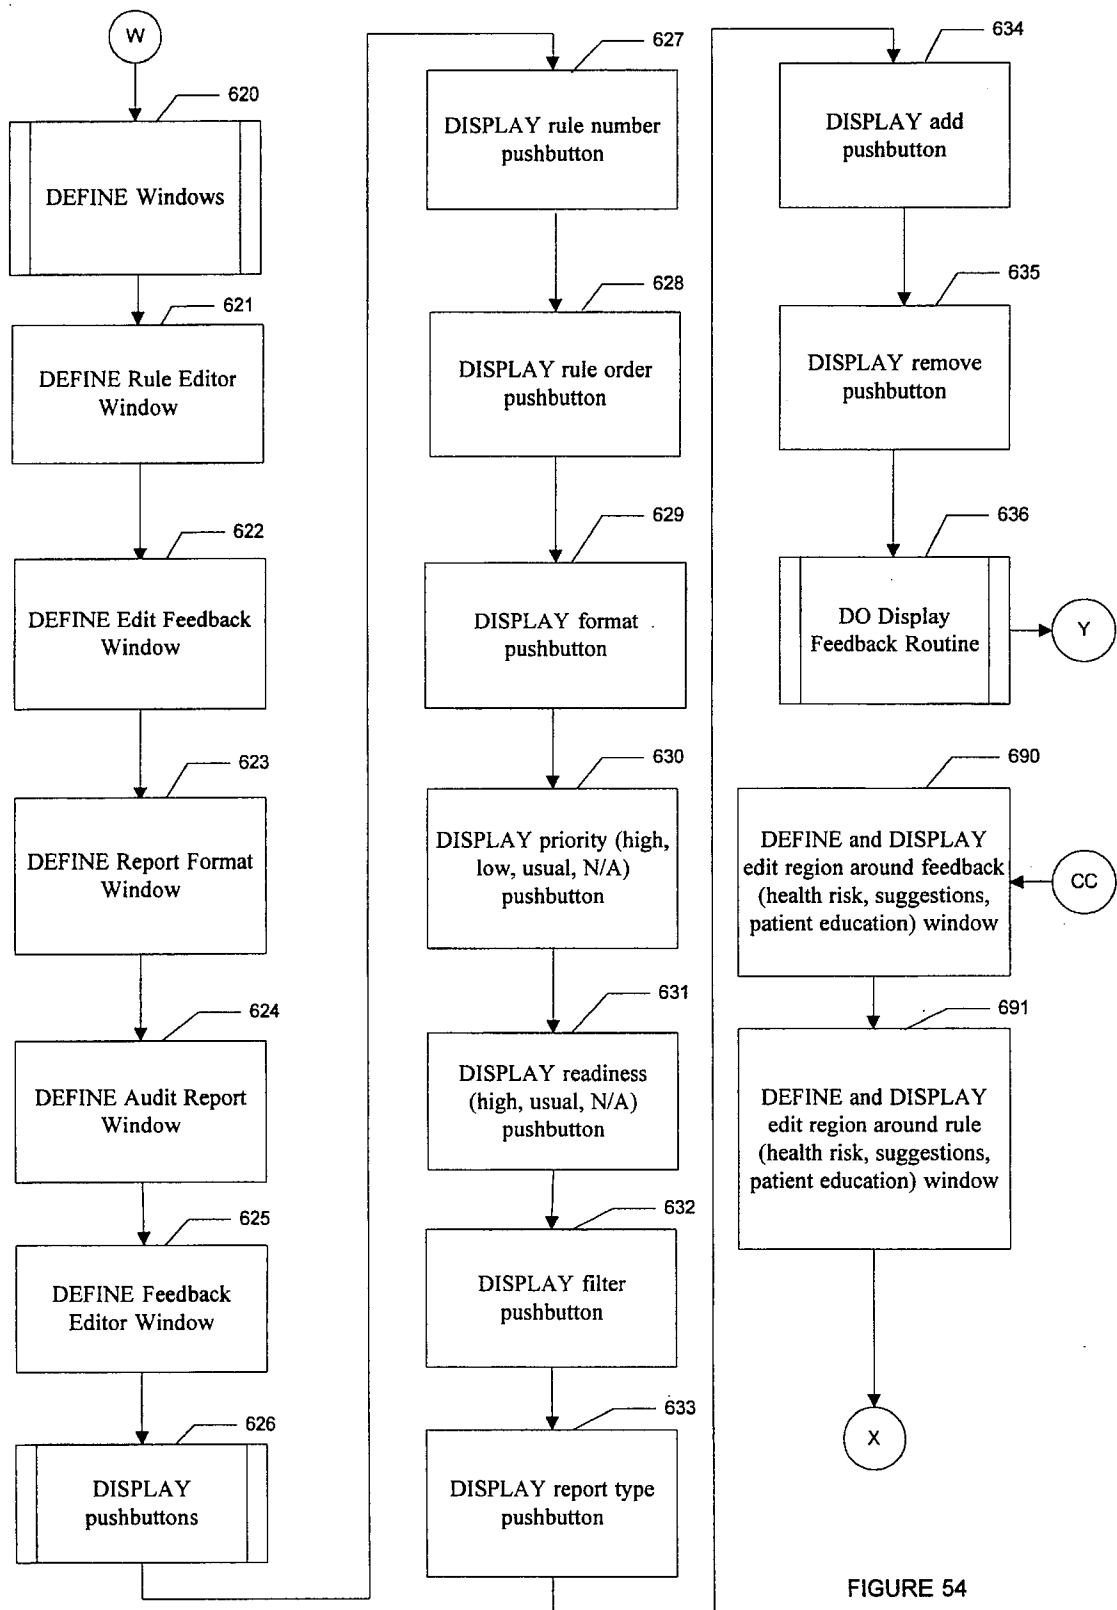 W
620
DEFINE Windows
621
DEFINE Rule Editor
Window
622
DEFINE Edit Feedback
Window
623
DEFINE Report Format
Window
624
DEFINE Audit Report
Window
625
DEFINE Feedback
Editor Window
626
DISPLAY
pushbuttons
627
DISPLAY rule number
pushbutton
628
DISPLAY rule order
pushbutton
629
DISPLAY format
pushbutton
630
DISPLAY priority (high,
low, usual, N/A)
pushbutton
631
DISPLAY readiness
(high, usual, N/A)
pushbutton
632
DISPLAY filter
pushbutton
633
DISPLAY report type
pushbutton
634
DISPLAY add
pushbutton
635
DISPLAY remove
pushbutton
636
DO Display
Feedback Routine
Y
690
DEFINE and DISPLAY
edit region around feedback
(health risk, suggestions,
patient education) window
CC
691
DEFINE and DISPLAY
edit region around rule
(health risk, suggestions,
patient education) window
X
FIGURE 54